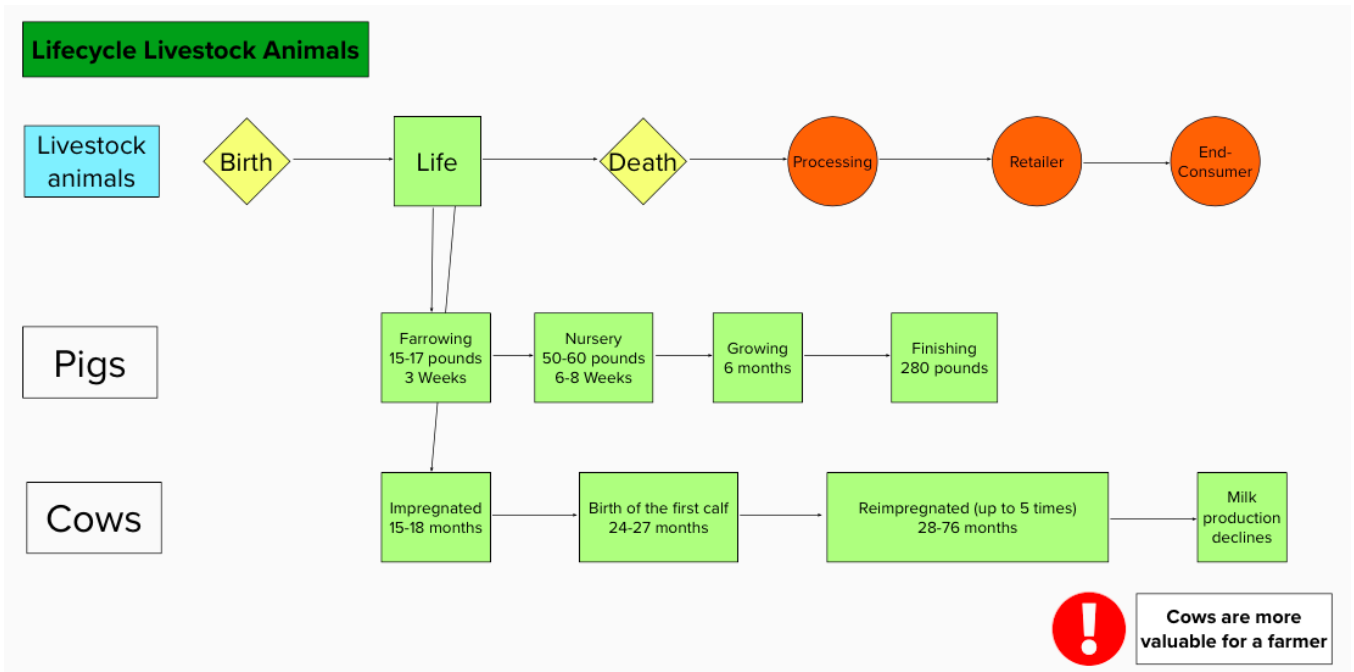 Lifecycle Livestock Animals
Livestock
animals
Birth
Life
Death
Processing
Retailer
End-
Consumer
Pigs
Farrowing
15-17 pounds
3 Weeks
Nursery
50-60 pounds
6-8 Weeks
Growing
6 months
Finishing
280 pounds
Cows
Impregnated
15-18 months
Birth of the first calf
24-27 months
Reimpregnated (up to 5 times)
28-76 months
Milk
production
declines
Cows are more
valuable for a farmer